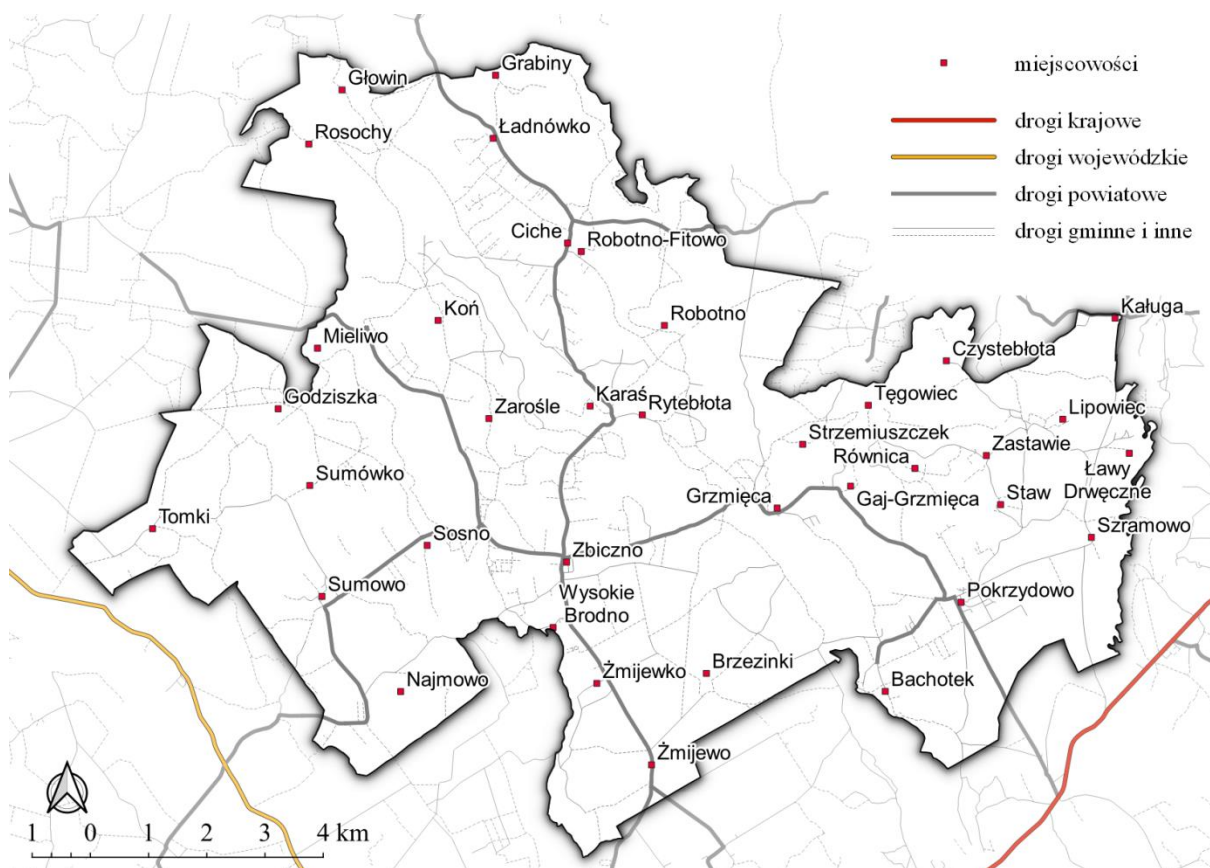 Grabiny
miejscowości
Głowin
Rosochy
Ładnówko
drogi krajowe
drogi wojewódzkie
drogi powiatowe
drogi gminne i inne
Ciche
Robotno-Fitowo
Koń
Robotno
Kaługa
Mieliwo
Czystebłota
Godziszka
Zarośle
Karaś
Rytebłota
Tęgowiec
Lipowiec
Strzemiuszczek
Równica
Zastawie
Ławy
Drwęczne
Sumówko
Grzmięca
Gaj-Grzmięca
Staw
Tomki
Szramowo
Sosno
Zbiczno
Sumowo
Wysokie
Brodno
Pokrzydowo
Najmowo
Żmijewko
Brzezinki
Bachotek
Żmijewo
1 0 1 2 3 4 km